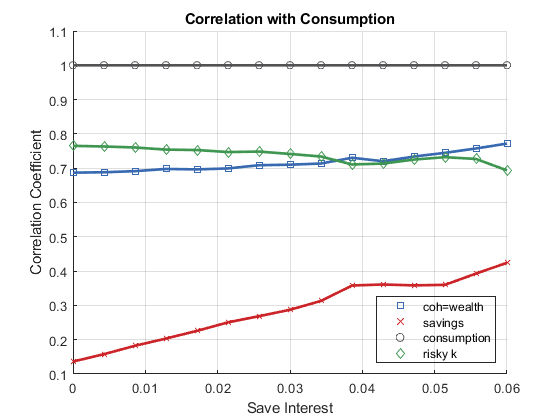 Correlation with Consumption
1.1
1
0.9
0.8
0.7
0.6
0.5
0.4
0.3
0.2
0.1
Correlation Coefficient
coh=wealth
savings
consumption
risky k
0 0.01 0.02 0.03 0.04 0.05 0.06
Save Interest